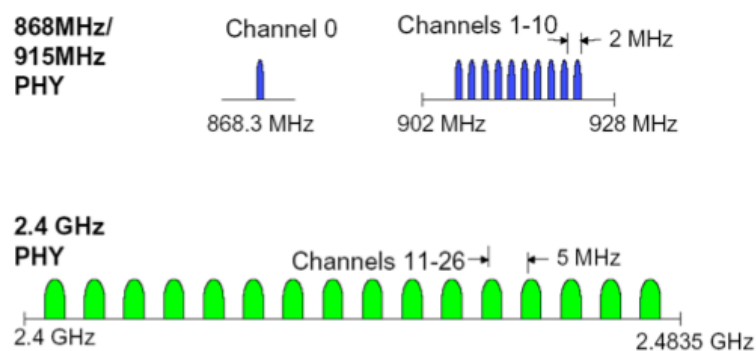 868MHz/
915MHz
PHY
Channel 0
868.3 MHz
Channels 1-10
2 MHz
902 MHz
928 MHz
2.4 GHz
PHY
Channels 11-26
5 MHz
2.4 GHz
2.4835 GHz